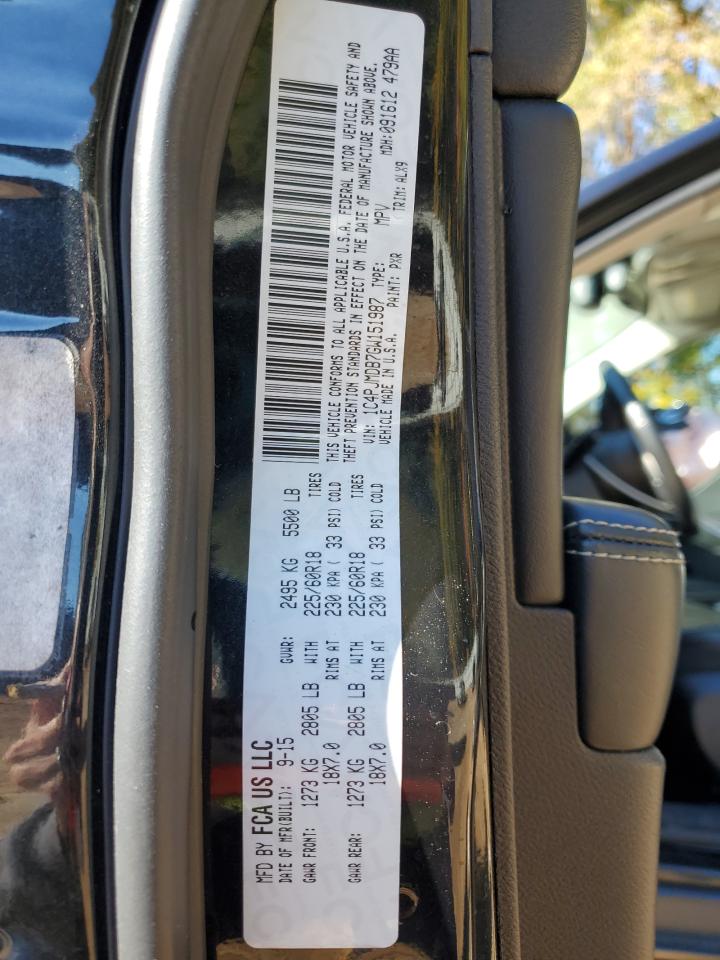 MFD BY FCA US LLC
DATE OF MFR(BUILT): 9-15 GVWR: 2495 KG 5500 LB
GAWR FRONT: 1273 KG 2805 LB WITH 225/60R18 TIRES
18X7.0 RIMS AT 230 KPA ( 33 PSI) COLD
GAWR REAR: 1273 KG 2805 LB WITH 225/60R18 TIRES
18X7.0 RIMS AT 230 KPA ( 33 PSI) COLD
THIS VEHICLE CONFORMS TO ALL APPLICABLE U.S.A. FEDERAL MOTOR VEHICLE SAFETY AND
THEFT PREVENTION STANDARDS IN EFFECT ON THE DATE OF MANUFACTURE SHOWN ABOVE.
VIN: 1C4PJMDB7GW151987 TYPE: MPV MDH:091612 479AA
VEHICLE MADE IN U.S.A. PAINT: PXR TRIM: ALX9